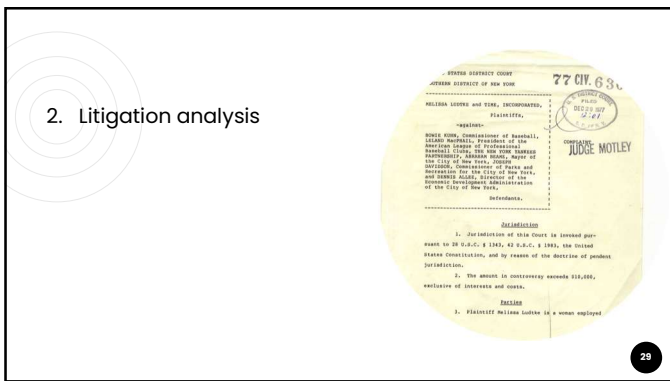 2. Litigation analysis
STATES DISTRICT COURT
SOUTHERN DISTRICT OF NEW YORK
77 CIV. 63
FILED
MELISSA LUDTKE and TIME, INCORPORATED,
Plaintiffs,
-against-
BOWIE KUHN, Commissioner of Baseball,
LELAND MacPHAIL, President of the
American League of Professional
Baseball Clubs, THE NEW YORK YANKEES
PARTNERSHIP, ABRAHAM BEAME, Mayor of
the City of New York, JOSEPH
DAVIDSON, Commissioner of Parks and
Recreation for the City of New York,
and DENNIS ALLEE, Director of the
Economic Development Administration
of the City of New York,
Defendants.
COMPLAINT
JUDGE MOTLEY
Jurisdiction
1. Jurisdiction of this Court is invoked pur-
suant to 28 U.S.C. § 1343, 42 U.S.C. § 1983, the United
States Constitution, and by reason of the doctrine of pendent
jurisdiction.
2. The amount in controversy exceeds $10,000,
exclusive of interests and costs.
Parties
3. Plaintiff Melissa Ludtke is a woman employed
29